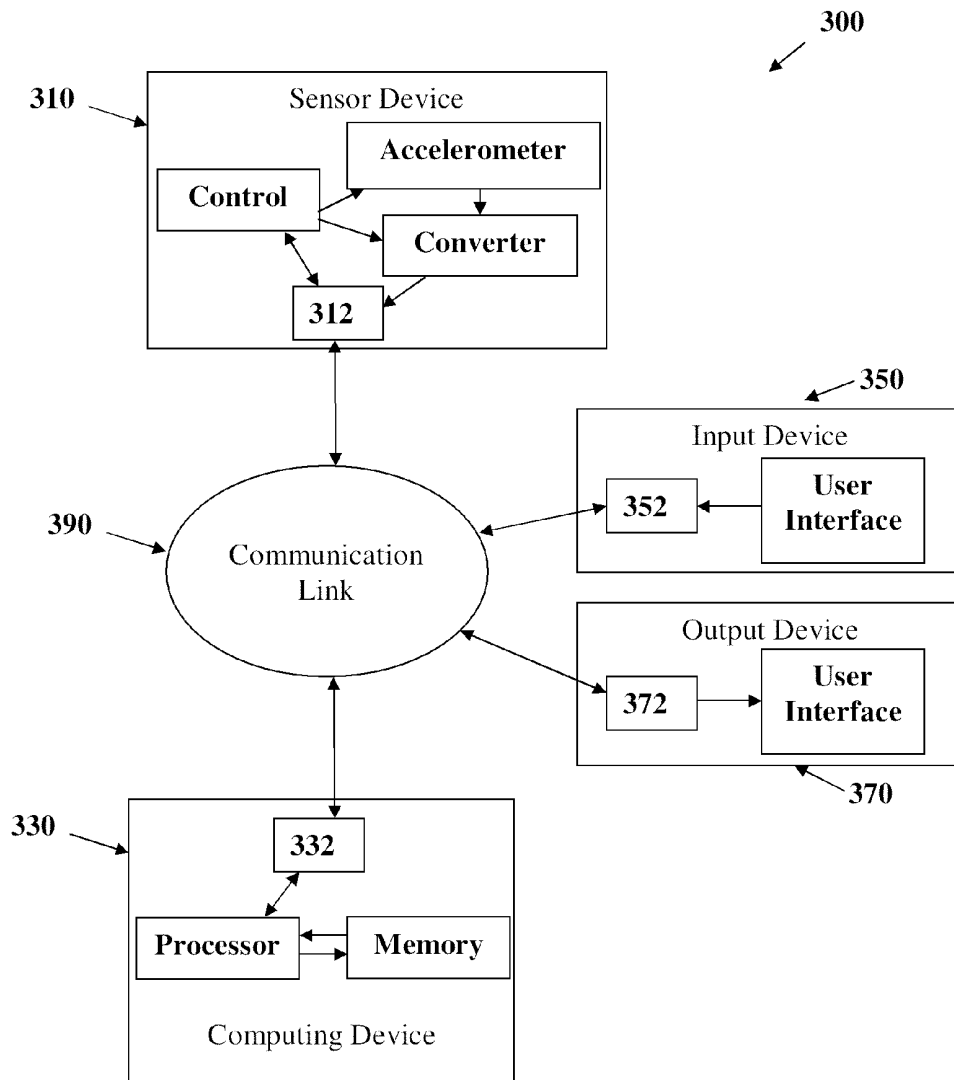 300
310
Sensor Device
Accelerometer
Control
Converter
312
350
Input Device
352
User
Interface
390
Communication
Link
Output Device
372
User
Interface
370
330
332
Processor
Memory
Computing Device